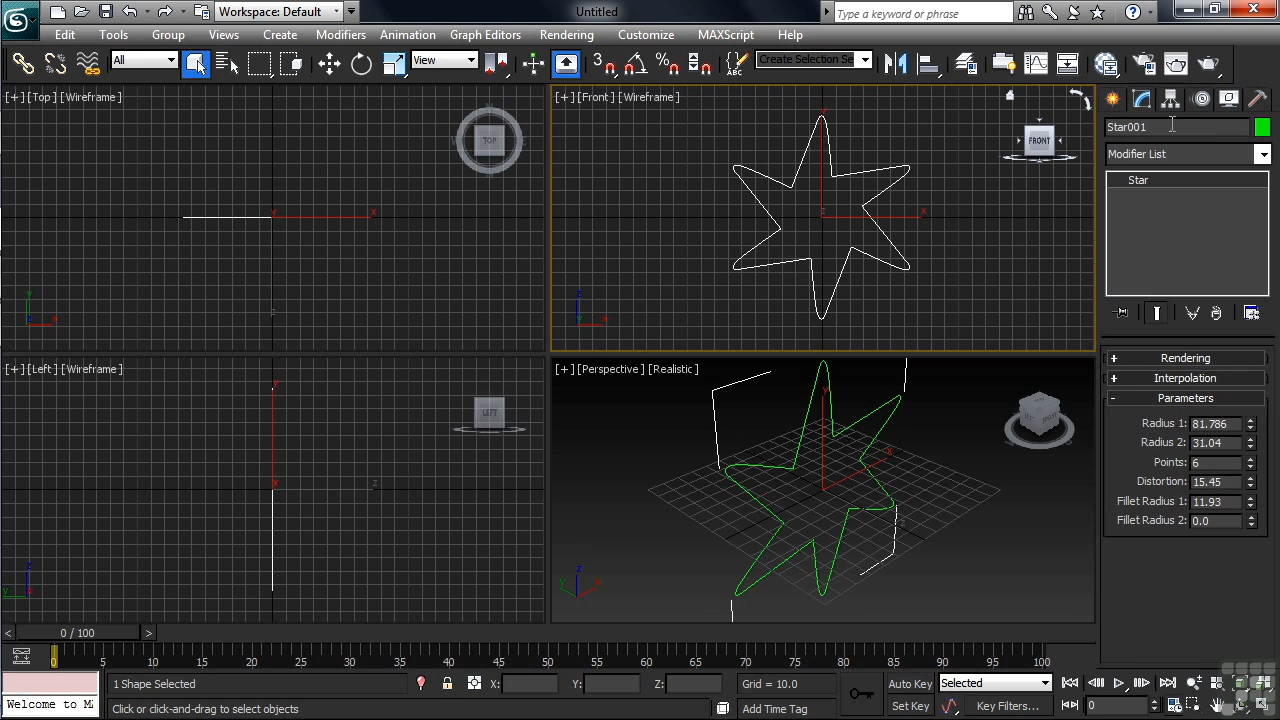 Workspace: Default
Untitled
Type a keyword or phrase
Edit Tools Group Views Create Modifiers Animation Graph Editors Rendering Customize MAXScript Help
All
View
3
Create Selection Se
[+] [Top] [Wireframe]
TOP
[+] [Front] [Wireframe]
FRONT
Star001
Modifier List
Star
[+] [Left] [Wireframe]
LEFT
[+] [Perspective] [Realistic]
Rendering
Interpolation
Parameters
Radius 1: 1.786
Radius 2: 31.04
Points: 6
Distortion: 15.45
Fillet Radius 1: 11.93
Fillet Radius 2: 0.0
0 / 100
0 5 10 15 20 25 30 35 40 45 50 55 60 65 70 75 80 85 90 95 100
1 Shape Selected
X:
Y:
Z:
Grid = 10.0
Auto Key
Selected
Welcome to M
Click or click-and-drag to select objects
Add Time Tag
Set Key
Key Filters...
0